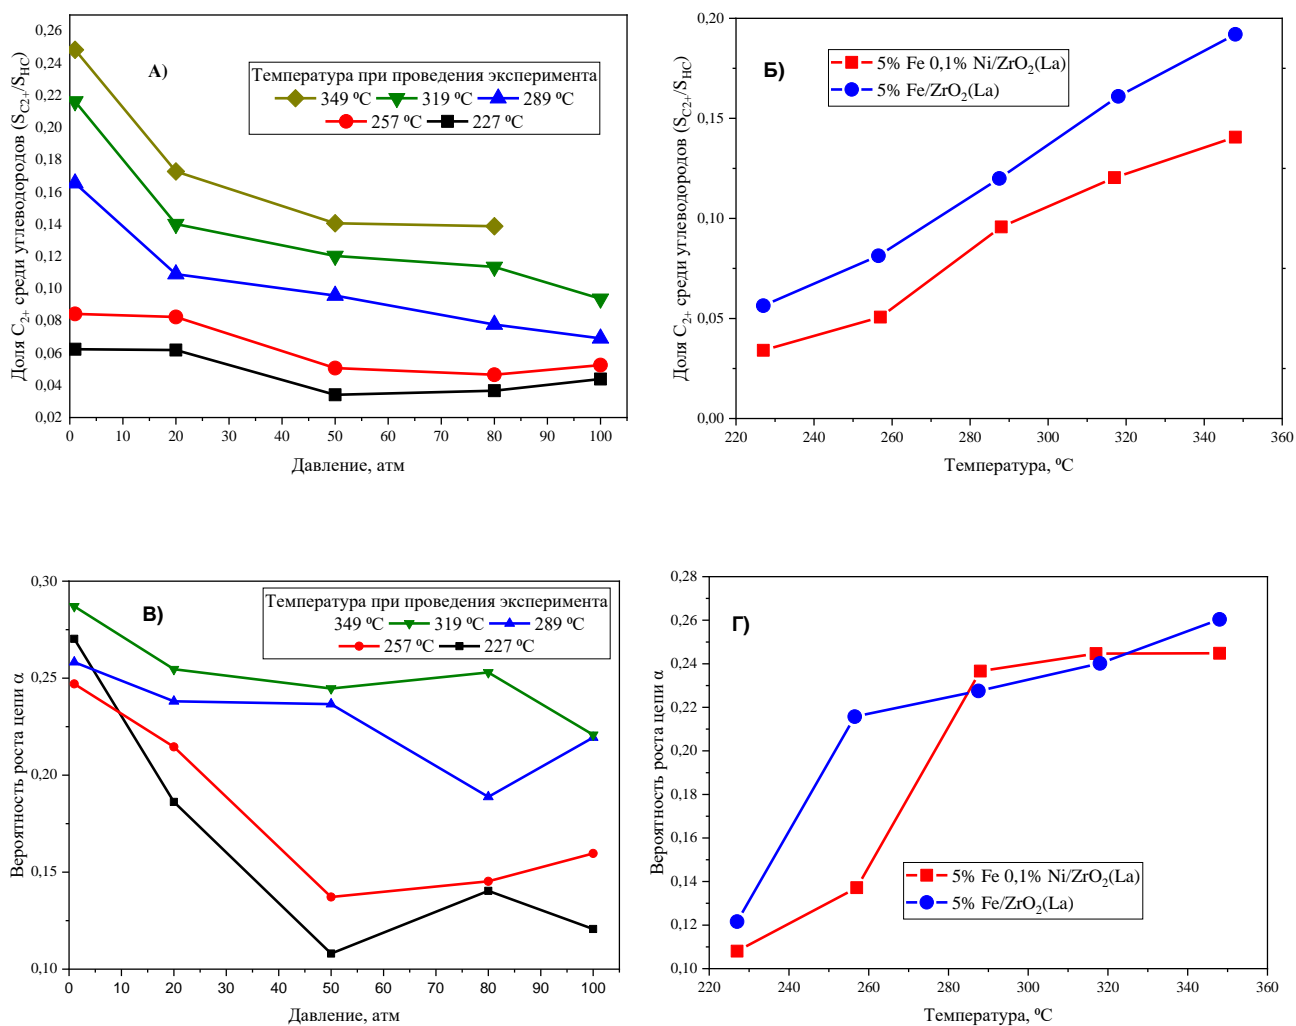 0,26
0,24
0,22
0,20
0,18
0,16
0,14
0,12
0,10
0,08
0,06
0,04
0,02
0 10 20 30 40 50 60 70 80 90 100
Давление, атм
Доля C2+ среди углеводородов (SC2+/SHC)
А)
Температура при проведения эксперимента
349 ºC 319 ºC 289 ºC
257 ºC 227 ºC
0,20
0,15
0,10
0,05
0,00
220 240 260 280 300 320 340 360
Температура, ºC
Доля C2+ среди углеводородов (SC2+/SHC)
Б)
5% Fe 0,1% Ni/ZrO2(La)
5% Fe/ZrO2(La)
0,30
0,25
0,20
0,15
0,10
0 10 20 30 40 50 60 70 80 90 100
Давление, атм
Вероятность роста цепи α
В)
Температура при проведения эксперимента
349 ºC 319 ºC 289 ºC
257 ºC 227 ºC
0,28
0,26
0,24
0,22
0,20
0,18
0,16
0,14
0,12
0,10
220 240 260 280 300 320 340 360
Температура, ºC
Вероятность роста цепи α
Г)
5% Fe 0,1% Ni/ZrO2(La)
5% Fe/ZrO2(La)